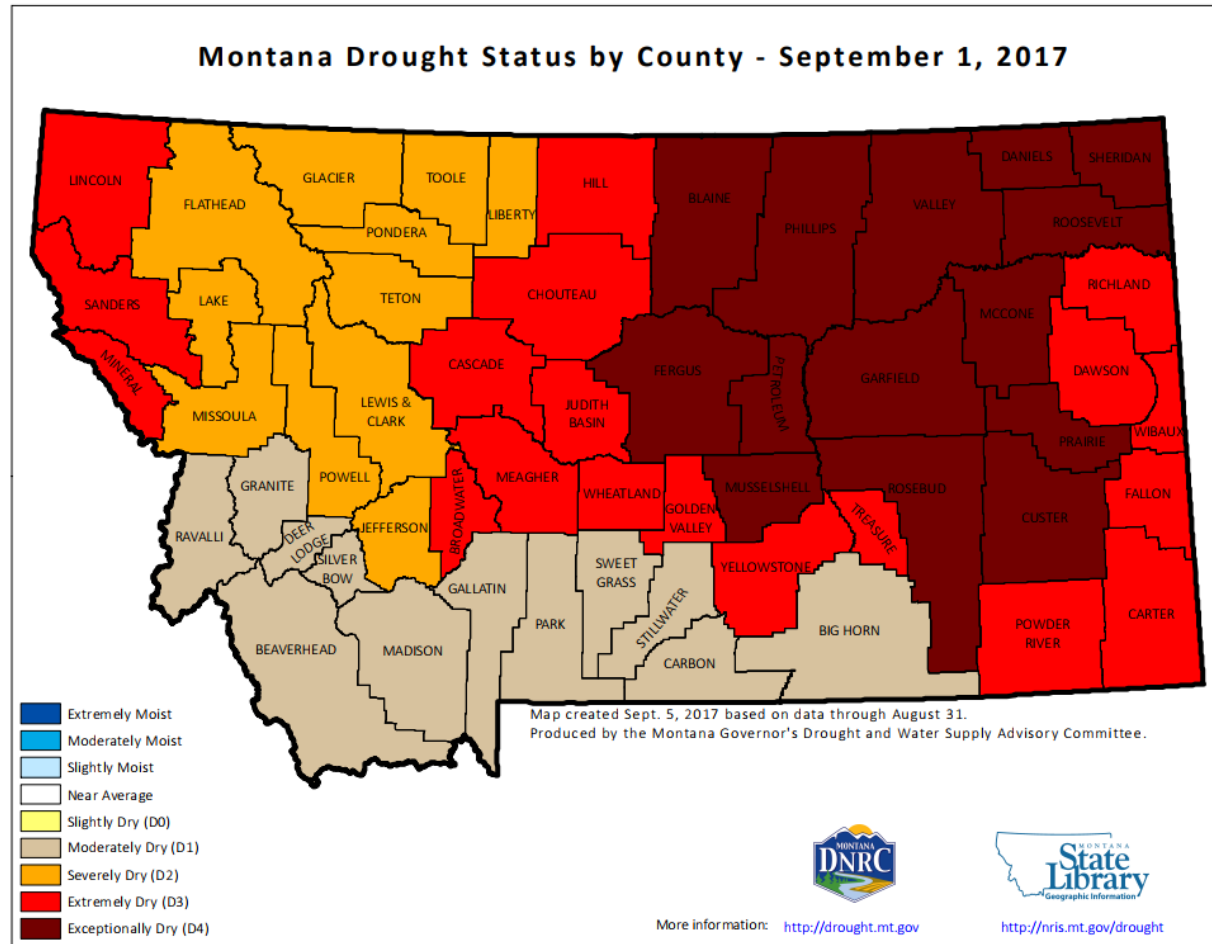 Montana Drought Status by County - September 1, 2017
LINCOLN
FLATHEAD
GLACIER
TOOLE
LIBERTY
HILL
BLAINE
PHILLIPS
VALLEY
DANIELS
SHERIDAN
ROOSEVELT
PONDERA
SANDERS
LAKE
TETON
CHOUTEAU
RICHLAND
MCCONE
MINERAL
CASCADE
FERGUS
PETROLEUM
GARFIELD
DAWSON
MISSOULA
LEWIS &
CLARK
JUDITH
BASIN
PRAIRIE
WIBAUX
GRANITE
POWELL
MEAGHER
WHEATLAND
GOLDEN
VALLEY
MUSSELSHELL
ROSEBUD
TREASURE
CUSTER
FALLON
RAVALLI
DEER
LODGE
SILVER
BOW
JEFFERSON
BROADWATER
GALLATIN
PARK
SWEET
GRASS
STILLWATER
YELLOWSTONE
BIG HORN
POWDER
RIVER
CARTER
BEAVERHEAD
MADISON
CARBON
Map created Sept. 5, 2017 based on data through August 31.
Produced by the Montana Governor's Drought and Water Supply Advisory Committee.
Extremely Moist
Moderately Moist
Slightly Moist
Near Average
Slightly Dry (D0)
Moderately Dry (D1)
Severely Dry (D2)
Extremely Dry (D3)
Exceptionally Dry (D4)
MONTANA
DNRC
MONTANA
State
Library
Geographic Information
More information: http://drought.mt.gov http://nris.mt.gov/drought